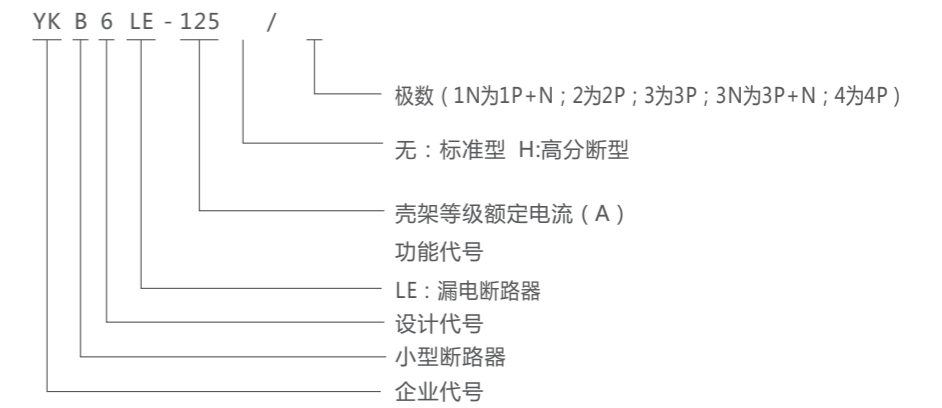 YK B 6 LE - 125 /
极数（1N为1P+N；2为2P；3为3P；3N为3P+N；4为4P）
无：标准型 H:高分断型
壳架等级额定电流（A）
功能代号
LE：漏电断路器
设计代号
小型断路器
企业代号